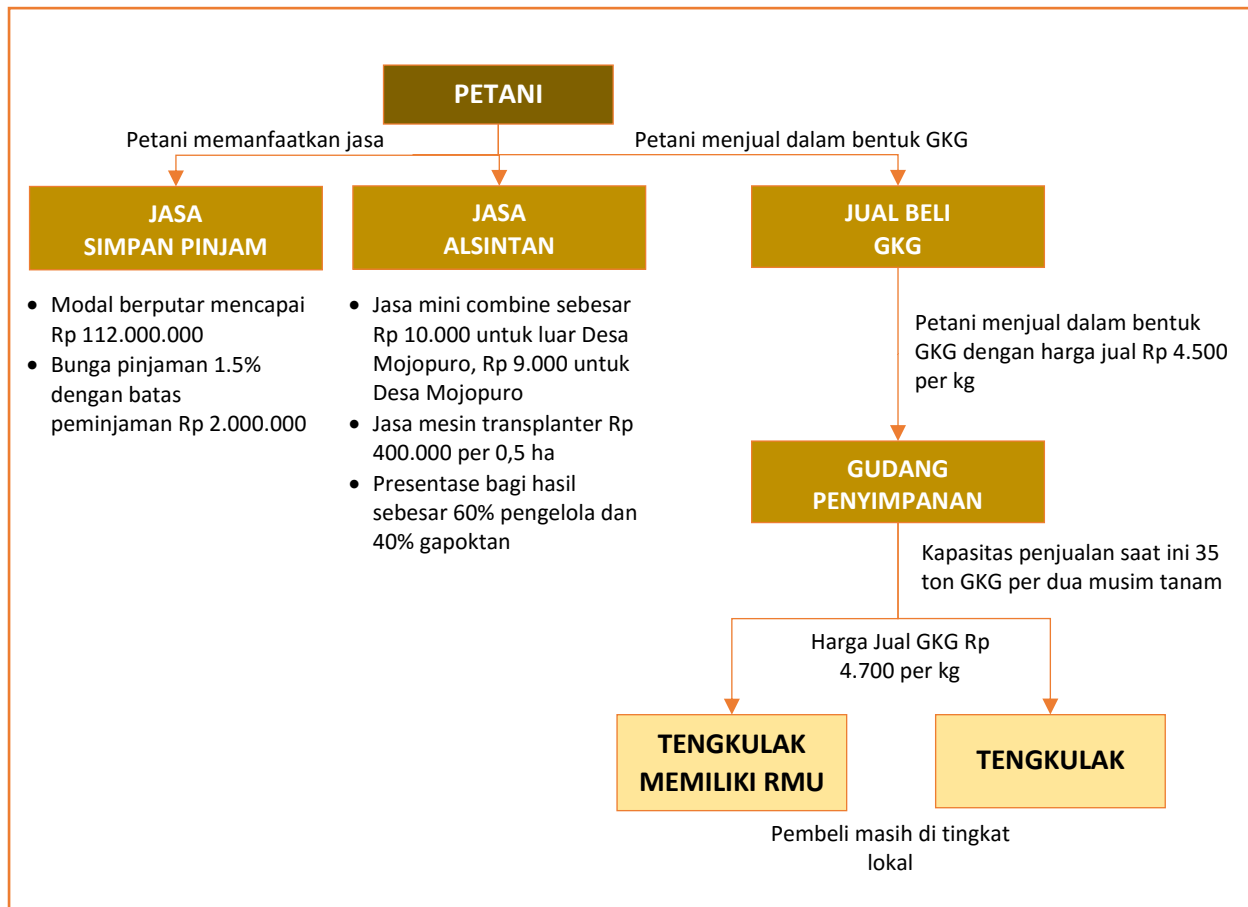 PETANI
Petani memanfaatkan jasa
Petani menjual dalam bentuk GKG
JASA
SIMPAN PINJAM
JASA
ALSINTAN
JUAL BELI
GKG
• Modal berputar mencapai
Rp 112.000.000
• Bunga pinjaman 1.5%
dengan batas
peminjaman Rp 2.000.000
• Jasa mini combine sebesar
Rp 10.000 untuk luar Desa
Mojopuro, Rp 9.000 untuk
Desa Mojopuro
• Jasa mesin transplanter Rp
400.000 per 0,5 ha
• Presentase bagi hasil
sebesar 60% pengelola dan
40% gapoktan
Petani menjual dalam bentuk
GKG dengan harga jual Rp 4.500
per kg
GUDANG
PENYIMPANAN
Kapasitas penjualan saat ini 35
ton GKG per dua musim tanam
Harga Jual GKG Rp
4.700 per kg
TENGKULAK
MEMILIKI RMU
TENGKULAK
Pembeli masih di tingkat
lokal